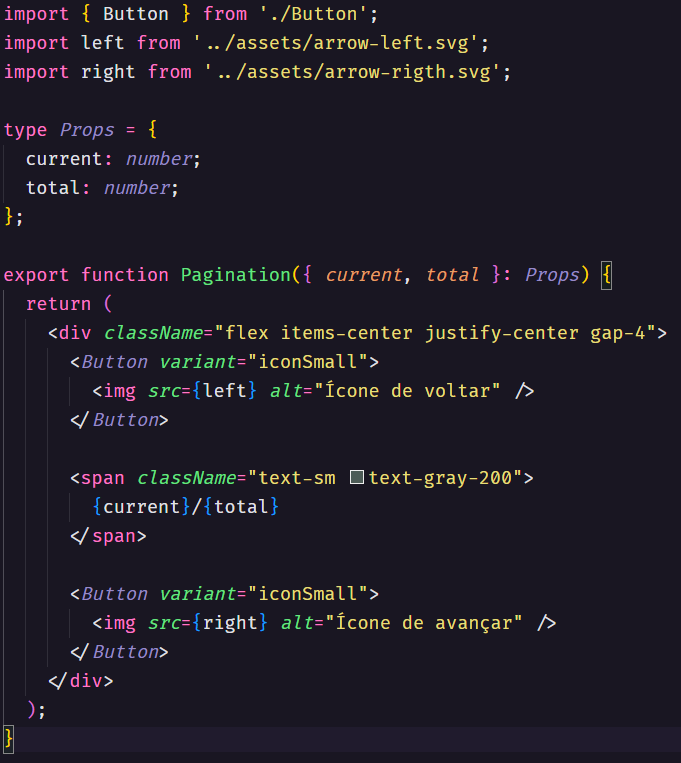 import { Button } from './Button';
import left from '../assets/arrow-left.svg';
import right from '../assets/arrow-rigth.svg';

type Props = {
  current: number;
  total: number;
};

export function Pagination({ current, total }: Props) {
  return (
    <div className="flex items-center justify-center gap-4">
      <Button variant="iconSmall">
        <img src={left} alt="Ícone de voltar" />
      </Button>

      <span className="text-sm text-gray-200">
        {current}/{total}
      </span>

      <Button variant="iconSmall">
        <img src={right} alt="Ícone de avançar" />
      </Button>
    </div>
  );
}